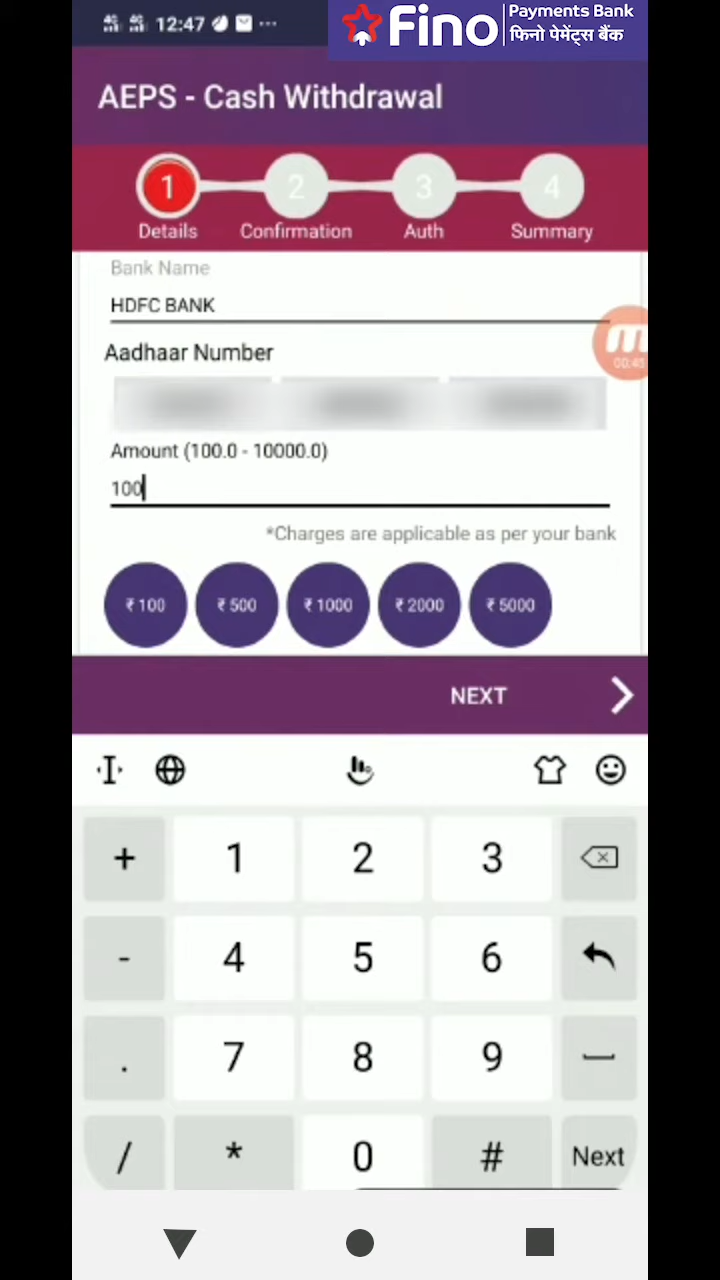 12:47
Fino
Payments Bank
फिनो पेमेंट्स बैंक
AEPS - Cash Withdrawal
1 2 3 4
Details Confirmation Auth Summary
Bank Name
HDFC BANK
Aadhaar Number
00:45
Amount (100.0 - 10000.0)
100
*Charges are applicable as per your bank
₹ 100 ₹ 500 ₹ 1000 ₹ 2000 ₹ 5000
NEXT
+ 1 2 3
- 4 5 6
. 7 8 9
/ * 0 # Next